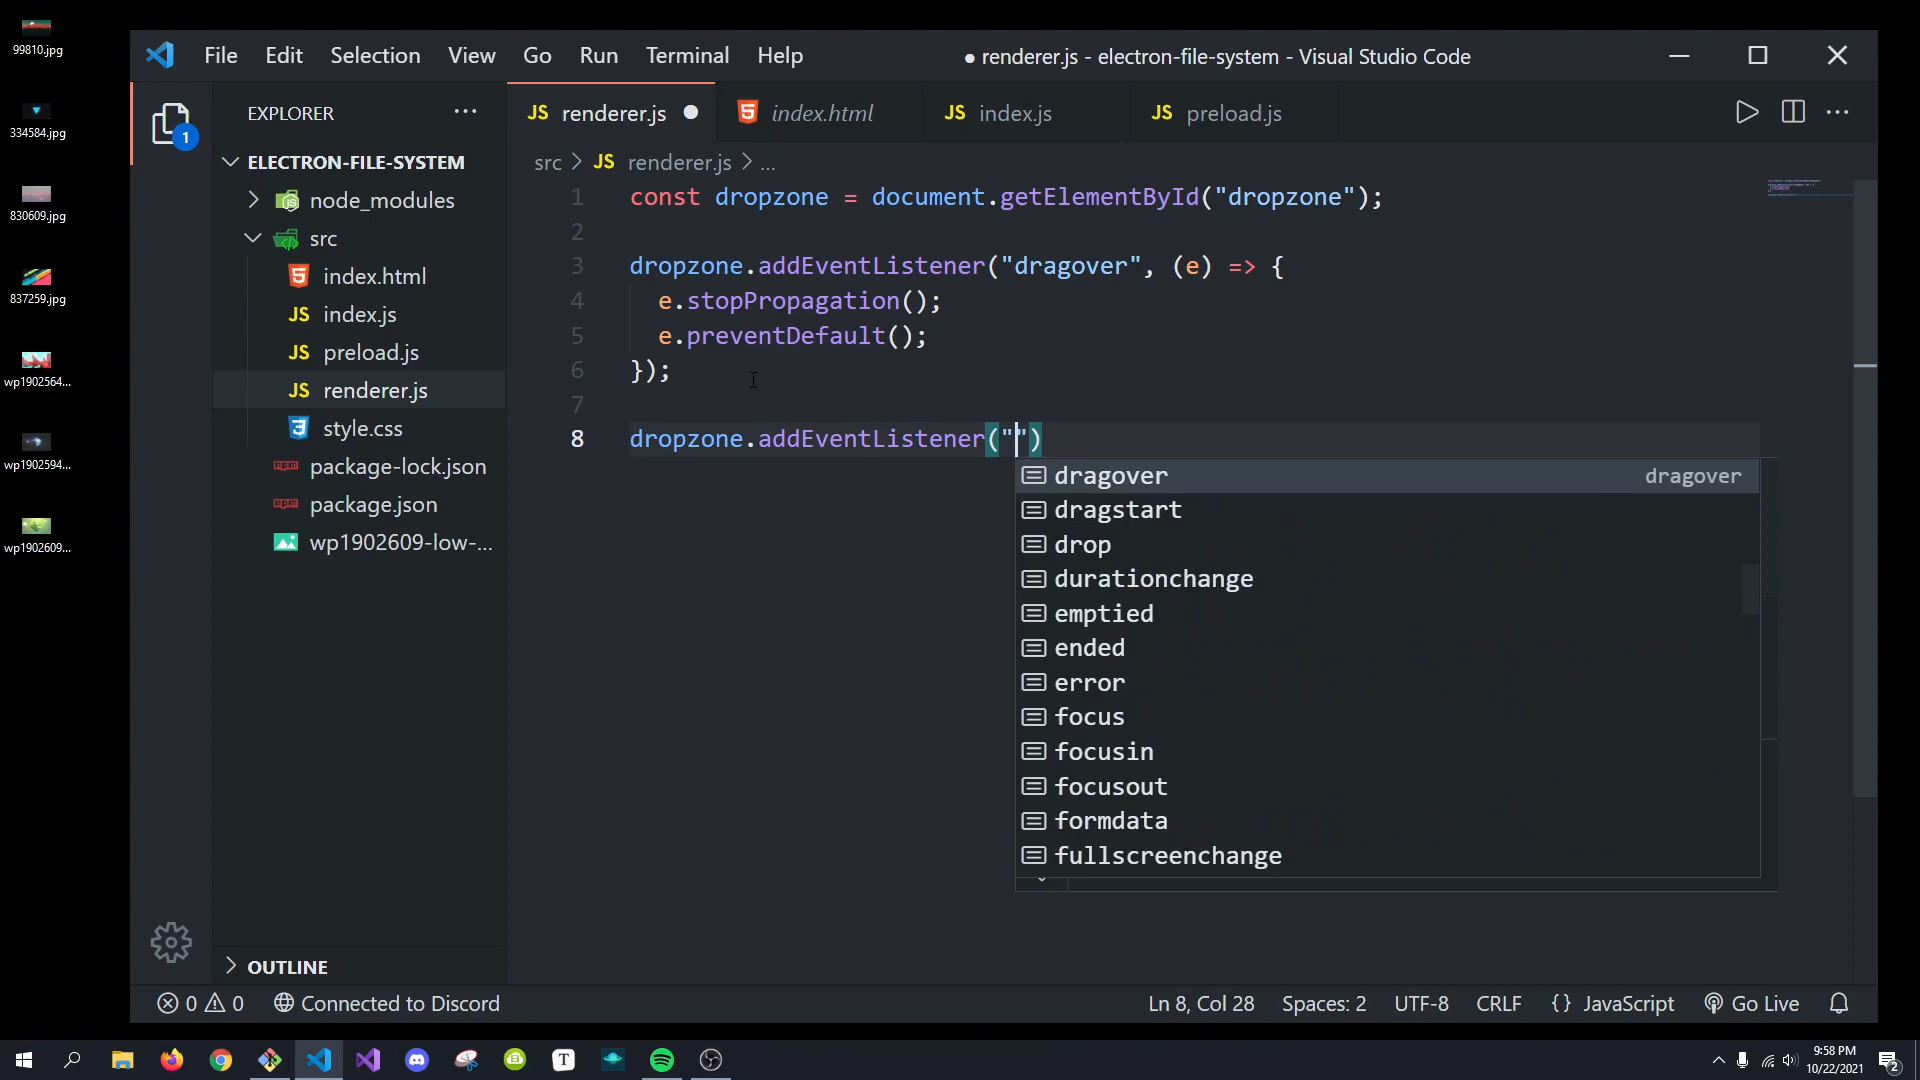 99810.jpg
334584.jpg
830609.jpg
837259.jpg
wp1902564...
wp1902594...
wp1902609...
File Edit Selection View Go Run Terminal Help
● renderer.js - electron-file-system - Visual Studio Code
EXPLORER ...
1
ELECTRON-FILE-SYSTEM
node_modules
src
index.html
index.js
preload.js
renderer.js
style.css
package-lock.json
package.json
wp1902609-low-...
OUTLINE
JS renderer.js ● index.html JS index.js JS preload.js
src > JS renderer.js > ...
1 const dropzone = document.getElementById("dropzone");
2
3 dropzone.addEventListener("dragover", (e) => {
4 e.stopPropagation();
5 e.preventDefault();
6 });
7
8 dropzone.addEventListener("")
dragover dragover
dragstart
drop
durationchange
emptied
ended
error
focus
focusin
focusout
formdata
fullscreenchange
0 0 Connected to Discord Ln 8, Col 28 Spaces: 2 UTF-8 CRLF {} JavaScript Go Live
9:58 PM
10/22/2021
2